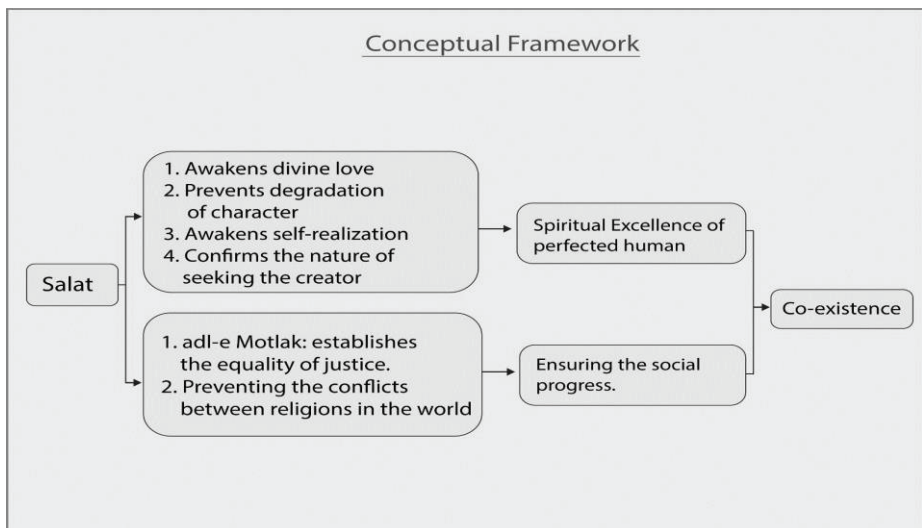 Conceptual Framework
1. Awakens divine love
2. Prevents degradation
of character
3. Awakens self-realization
4. Confirms the nature of
seeking the creator
Spiritual Excellence of
perfected human
Salat
Co-existence
1. adl-e Motlak: establishes
the equality of justice.
2. Preventing the conflicts
between religions in the world
Ensuring the social
progress.